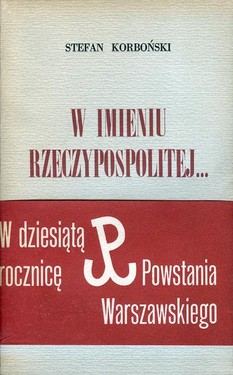 STEFAN KORBOŃSKI
W IMIENIU
RZECZYPOSPOLITEJ...
W dziesiątą
rocznicę
Powstania
Warszawskiego